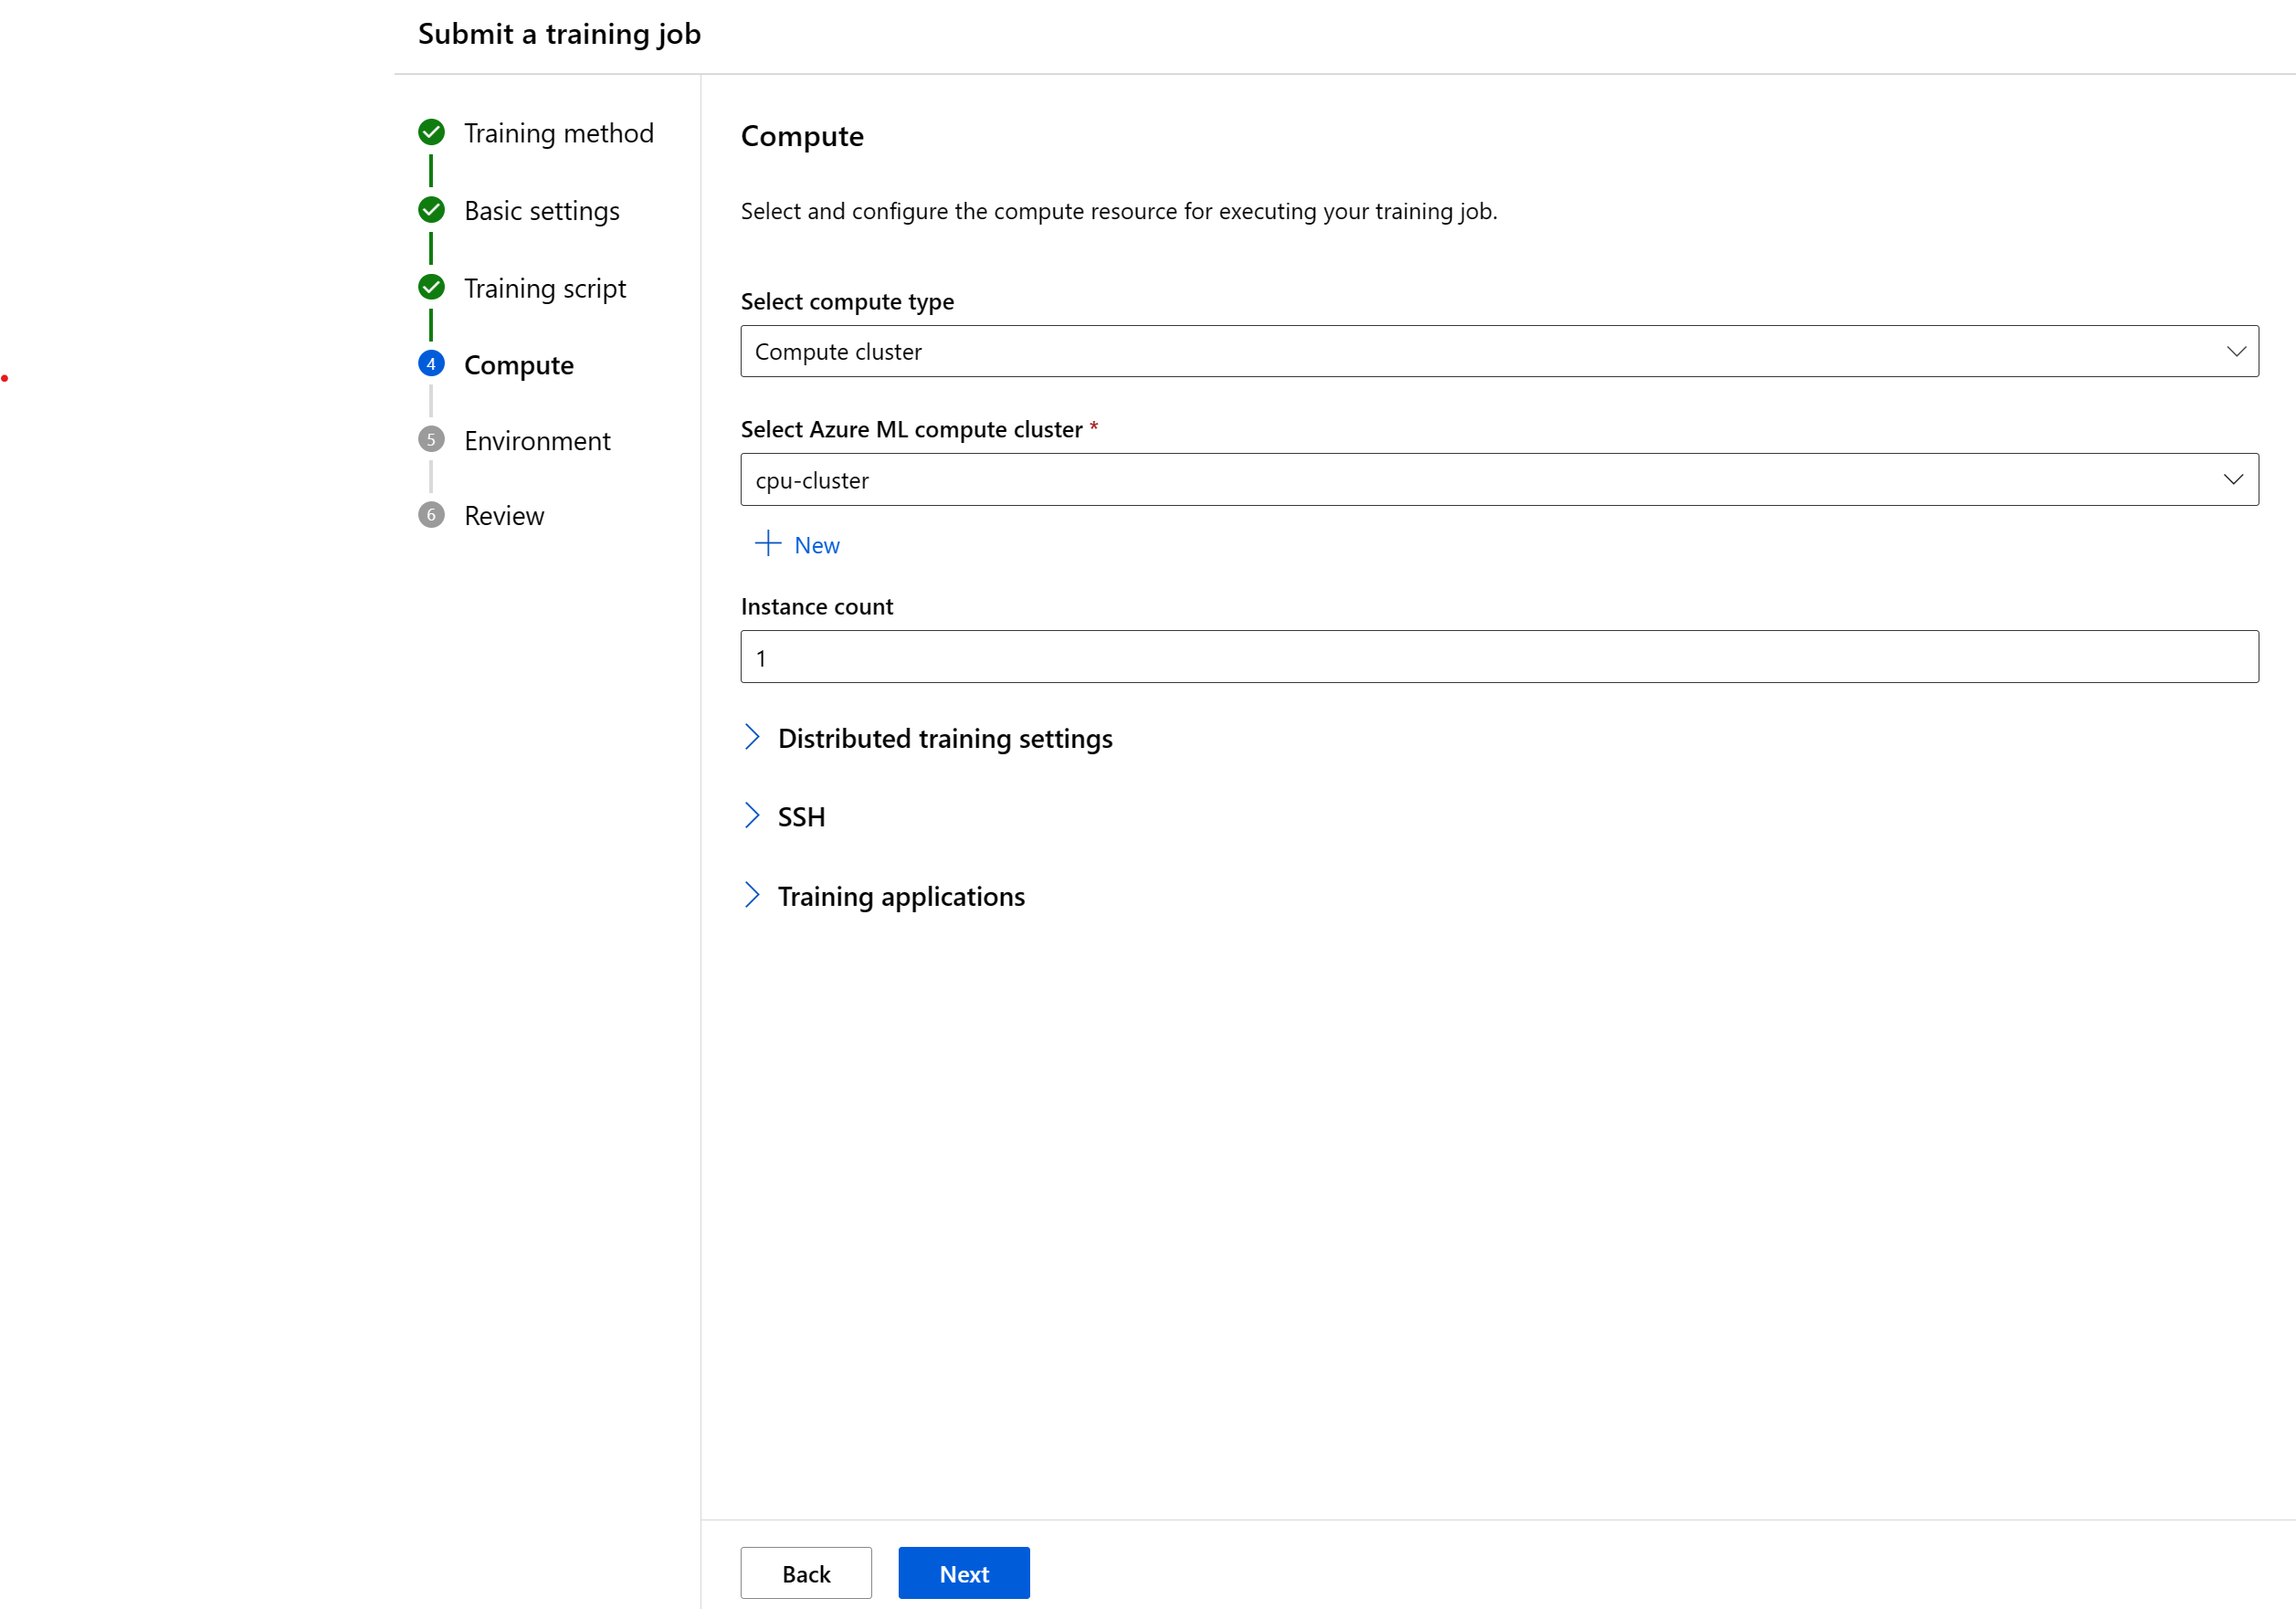 Submit a training job
Training method
Basic settings
Training script
4 Compute
5 Environment
6 Review
Compute
Select and configure the compute resource for executing your training job.
Select compute type
Compute cluster
Select Azure ML compute cluster *
cpu-cluster
New
Instance count
1
Distributed training settings
SSH
Training applications
Back Next